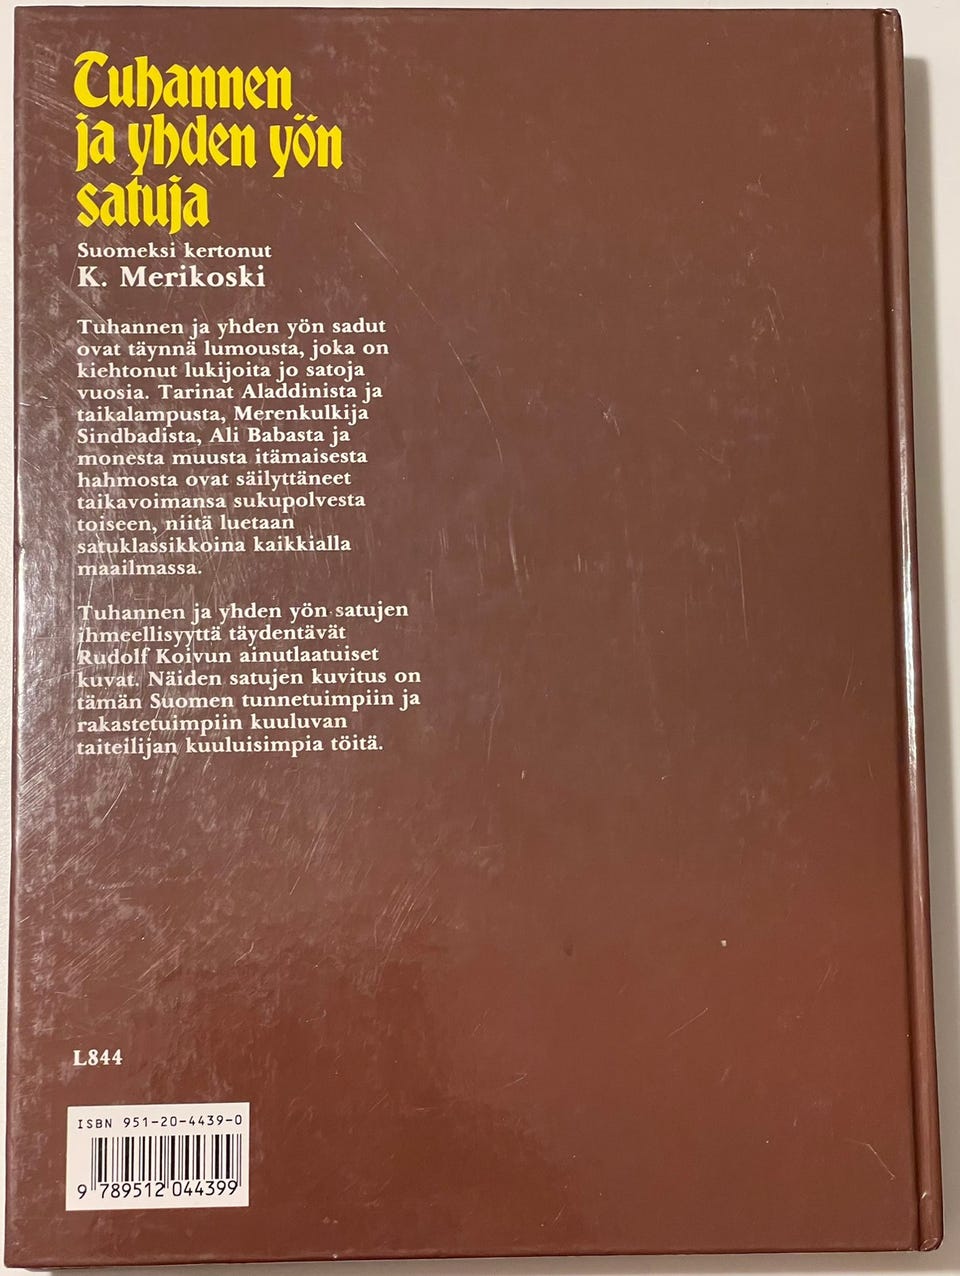 Tuhannen
ja yhden yön
satuja
Suomeksi kertonut
K. Merikoski
Tuhannen ja yhden yön sadut
ovat täynnä lumousta, joka on
kiehtonut lukijoita jo satoja
vuosia. Tarinat Aladdinista ja
taikalampusta, Merenkulkija
Sindbadista, Ali Babasta ja
monesta muusta itämaisesta
hahmosta ovat säilyttäneet
taikavoimansa sukupolvesta
toiseen, niitä luetaan
satuklassikkoina kaikkialla
maailmassa.
Tuhannen ja yhden yön satujen
ihmeellisyyttä täydentävät
Rudolf Koivun ainutlaatuiset
kuvat. Näiden satujen kuvitus on
tämän Suomen tunnetuimpiin ja
rakastetuimpiin kuuluvan
taiteilijan kuuluisimpia töitä.
L844
ISBN 951-20-4439-0
9 789512 044399